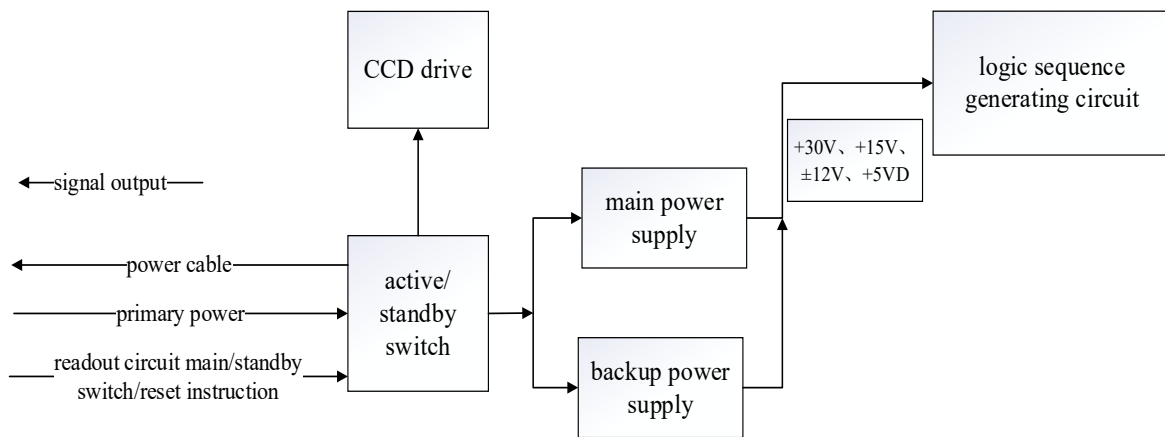 CCD drive
logic sequence
generating circuit
+30V、+15V、
±12V、+5VD
signal output
main power
supply
power cable
active/
standby
switch
primary power
readout circuit main/standby
switch/reset instruction
backup power
supply